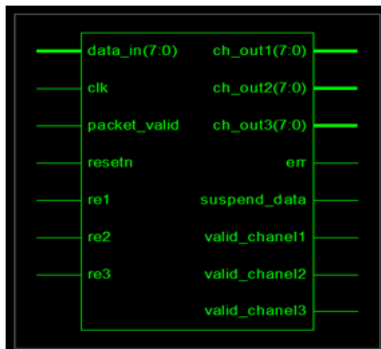 data_in(7:0) ch_out1(7:0)
clk ch_out2(7:0)
packet_valid ch_out3(7:0)
resetn err
re1 suspend_data
re2 valid_chanel1
re3 valid_chanel2
valid_chanel3